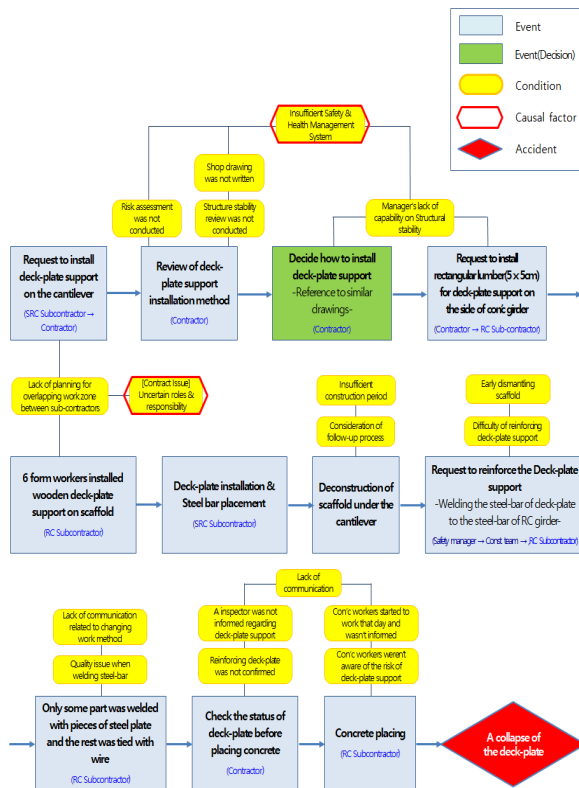 Event
Event(Decision)
Condition
Causal factor
Accident
Insufficient Safety &
Health Management
System
Shop drawing
was not written
Risk assessment
was not
conducted
Structure stability
review was not
conducted
Manager's lack of
capability on Structural
stability
Request to install
deck-plate support
on the cantilever
(SRC Subcontractor →
Contractor)
Review of deck-
plate support
installation method
(Contractor)
Decide how to install
deck-plate support
-Reference to similar
drawings-
(Contractor)
Request to install
rectangular lumber(5 x 5cm)
for deck-plate support on
the side of con'c girder
(Contractor → RC Sub-contractor)
Lack of planning for
overlapping work zone
between sub-contractors
[Contract Issue]
Uncertain roles &
responsibility
Insufficient
construction period
Consideration of
follow-up process
Early dismantling
scaffold
Difficulty of reinforcing
deck-plate support
6 form workers installed
wooden deck-plate
support on scaffold
(RC Subcontractor)
Deck-plate installation &
Steel bar placement
(SRC Subcontractor)
Deconstruction of
scaffold under the
cantilever
Request to reinforce the Deck-plate
support
-Welding the steel-bar of deck-plate
to the steel-bar of RC girder-
(Safety manager → Const team → RC Subcontractor)
Lack of
communication
Lack of communication
related to changing
work method
Quality issue when
welding steel-bar
A inspector was not
informed regarding
deck-plate support
Reinforcing deck-plate
was not confirmed
Con'c workers started to
work that day and
wasn't informed
Con'c workers weren't
aware of the risk of
deck-plate support
Only some part was welded
with pieces of steel plate
and the rest was tied with
wire
(RC Subcontractor)
Check the status of
deck-plate before
placing concrete
(Contractor)
Concrete placing
(RC Subcontractor)
A collapse of
the deck-plate